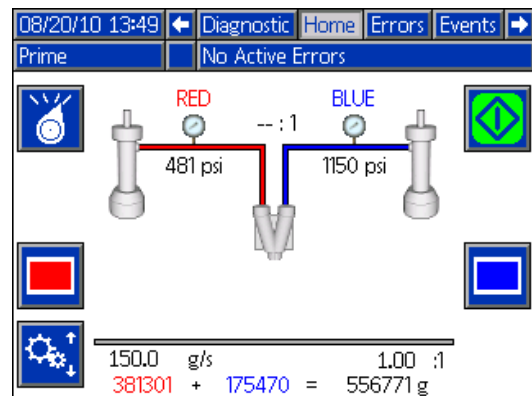 08/20/10 13:49 Diagnostic Home Errors Events
Prime No Active Errors
RED BLUE
-- : 1
481 psi 1150 psi
150.0 g/s 1.00 :1
381301 + 175470 = 556771 g